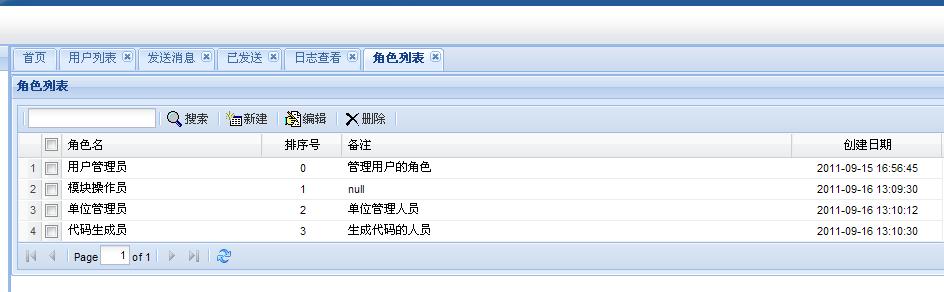 首页 用户列表 发送消息 已发送 日志查看 角色列表
角色列表
搜索 新建 编辑 删除
角色名 排序号 备注 创建日期
1 用户管理员 0 管理用户的角色 2011-09-15 16:56:45
2 模块操作员 1 null 2011-09-16 13:09:30
3 单位管理员 2 单位管理人员 2011-09-16 13:10:12
4 代码生成员 3 生成代码的人员 2011-09-16 13:10:30
Page 1 of 1